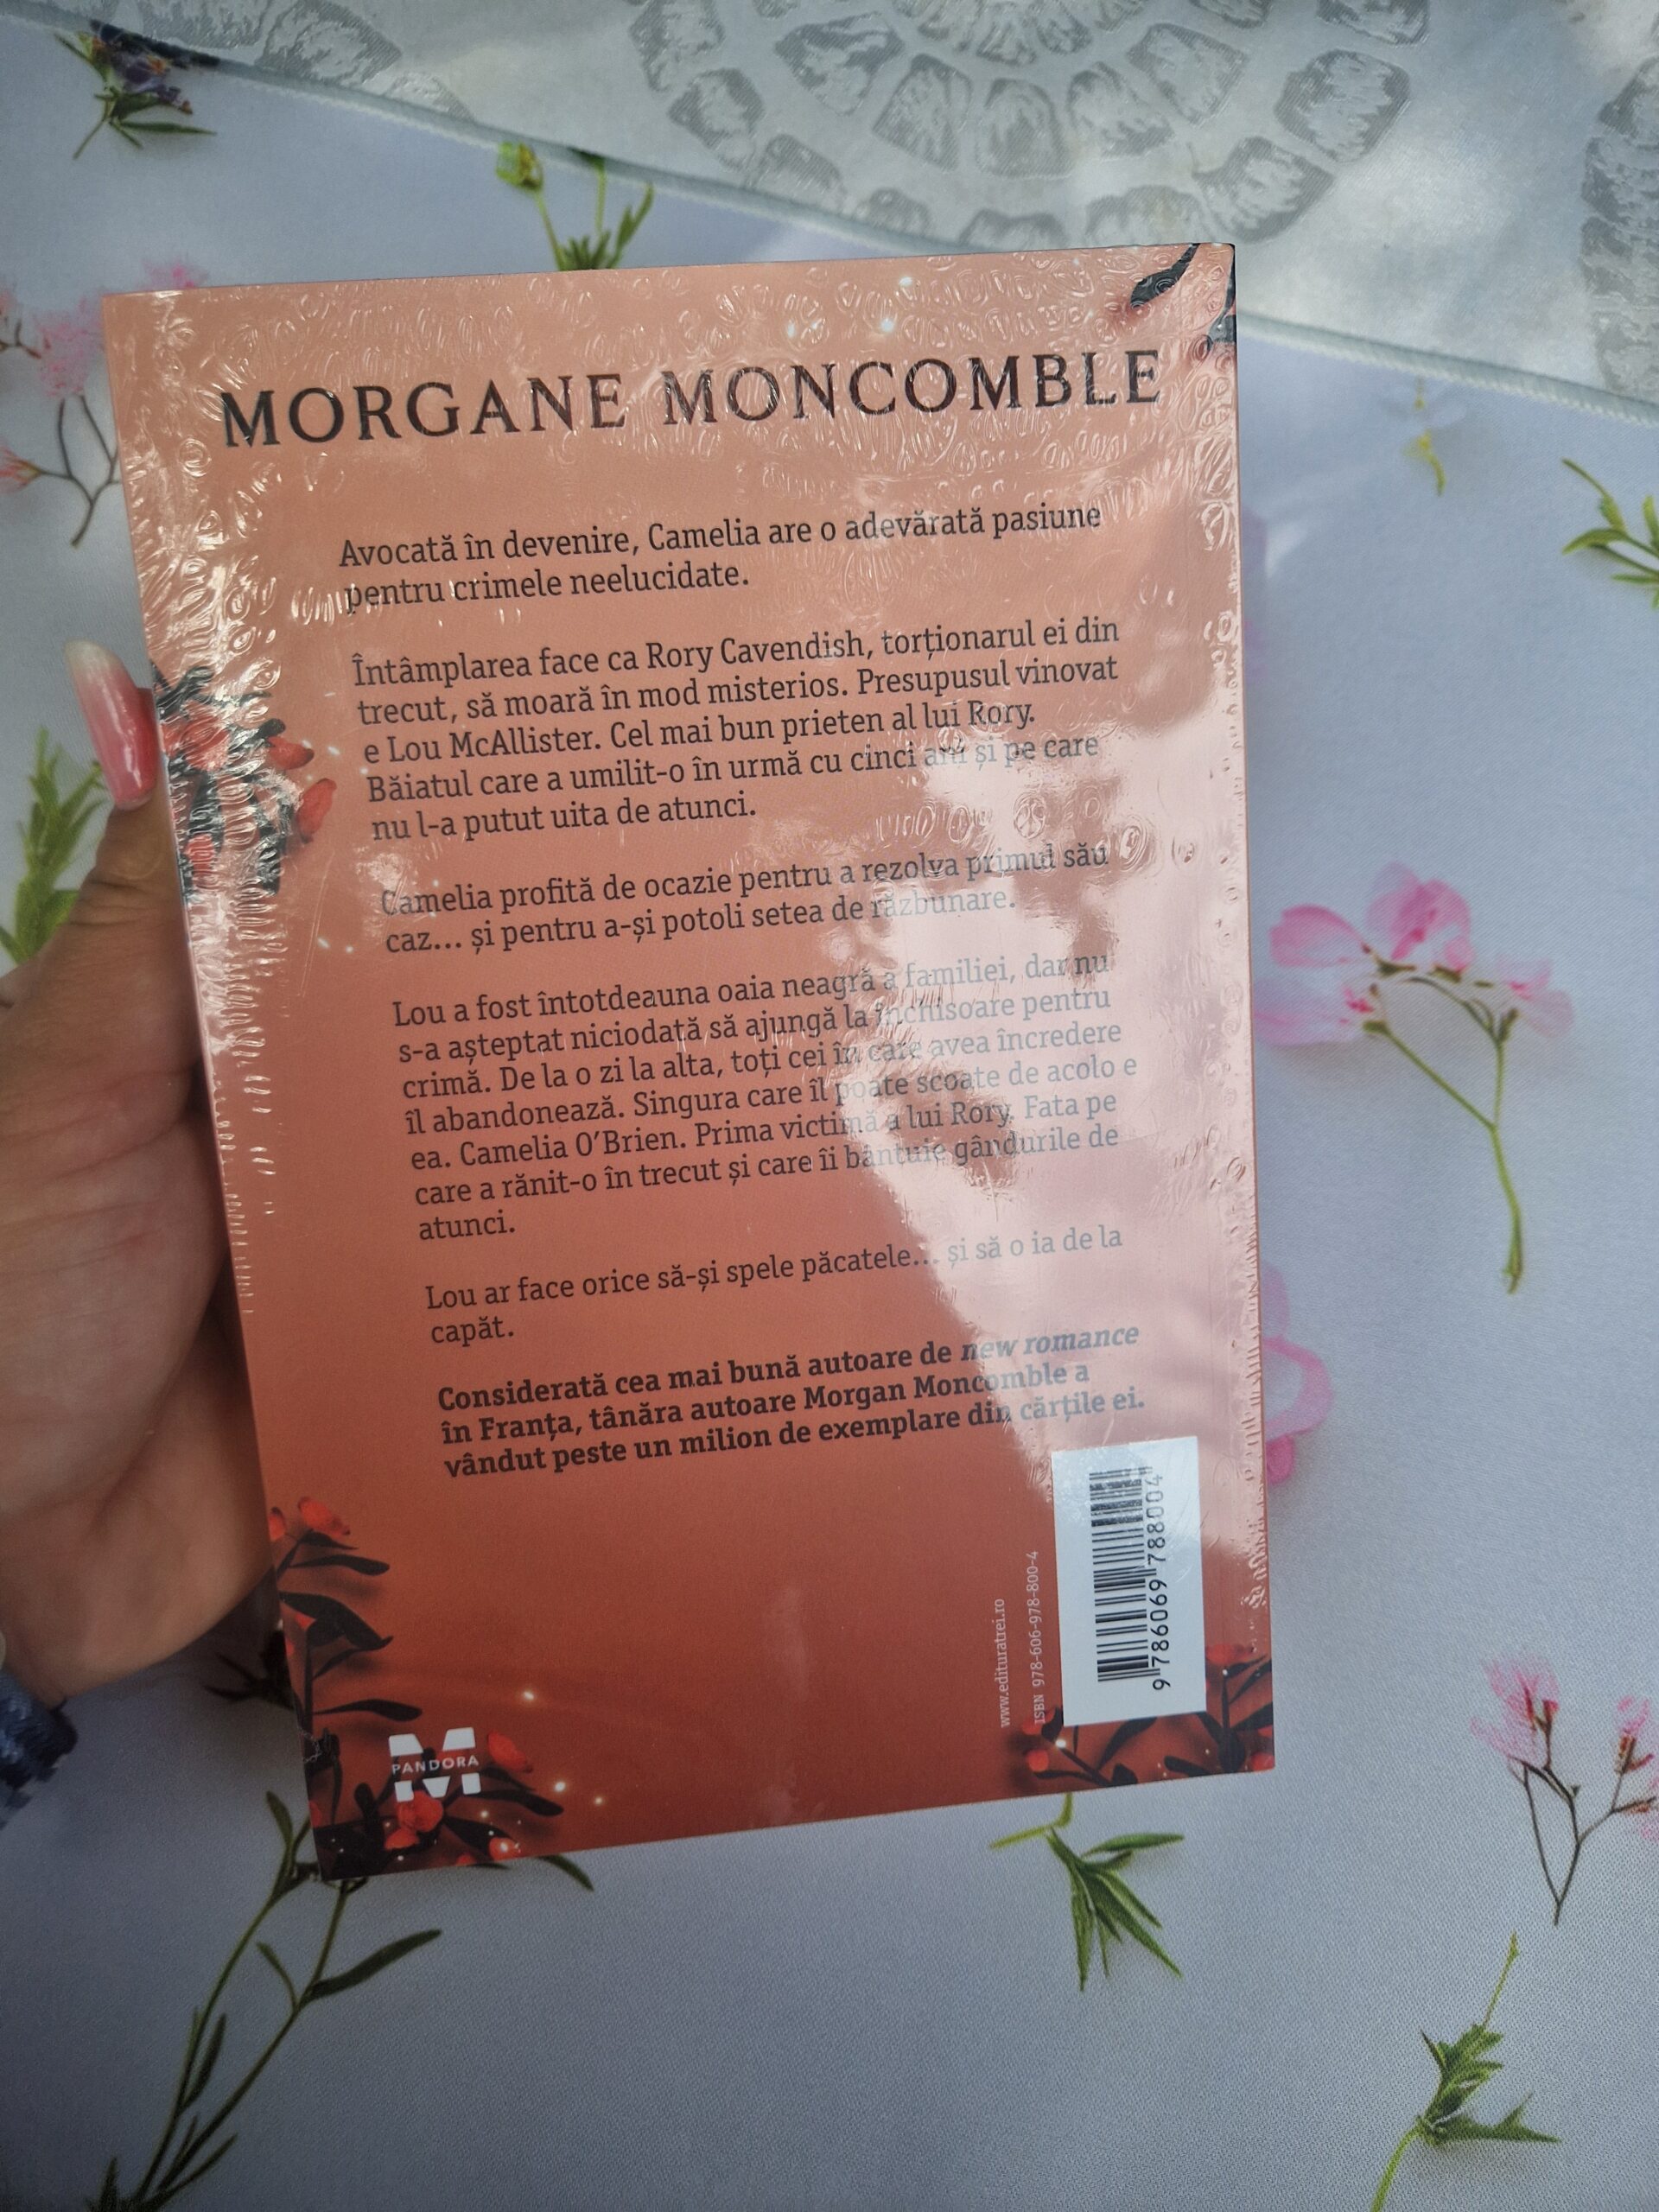 MORGANE MONCOMBLE
Avocată în devenire, Camelia are o adevărată pasiune
pentru crimele neelucidate.
Întâmplarea face ca Rory Cavendish, torționarul ei din
trecut, să moară în mod misterios. Presupusul vinovat
e Lou McAllister. Cel mai bun prieten al lui Rory.
Băiatul care a umilit-o în urmă cu cinci ani și pe care
nu l-a putut uita de atunci.
Camelia profită de ocazie pentru a rezolva primul său
caz... și pentru a-și potoli setea de răzbunare.
Lou a fost întotdeauna oaia neagră a familiei, dar nu
s-a așteptat niciodată să ajungă la închisoare pentru
crimă. De la o zi la alta, toți cei în care avea încredere
îl abandonează. Singura care îl poate scoate de acolo e
ea. Camelia O'Brien. Prima victimă a lui Rory. Fata pe
care a rănit-o în trecut și care îi bântuie gândurile de
atunci.
Lou ar face orice să-și spele păcatele... și să o ia de la
capăt.
Considerată cea mai bună autoare de new romance
în Franța, tânăra autoare Morgan Moncomble a
vândut peste un milion de exemplare din cărțile ei.
www.edituratrei.ro
ISBN 978-606-978-800-4
9786069788004
PANDORA
M